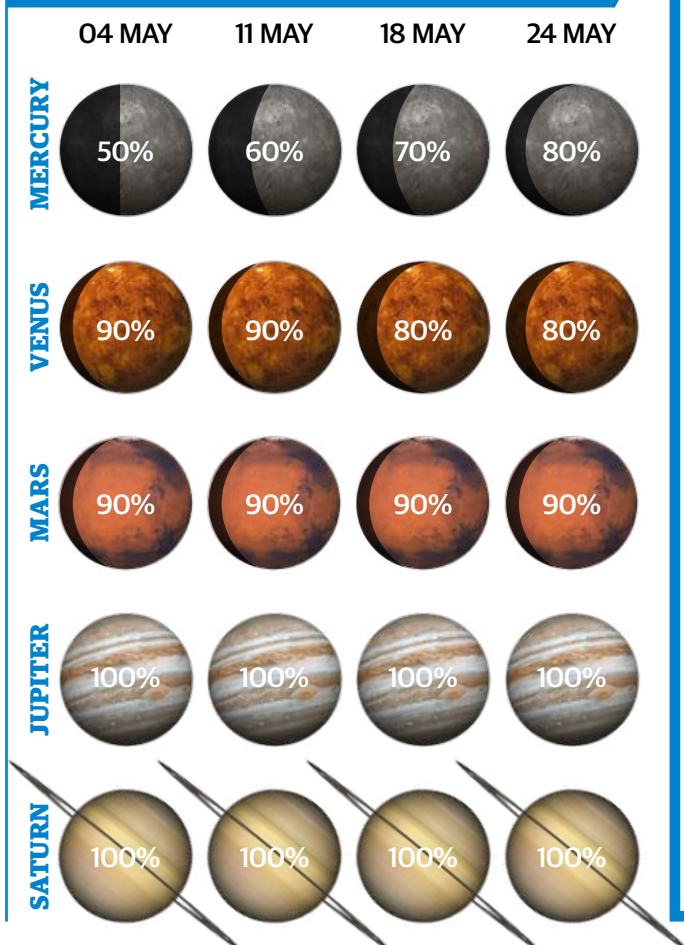 04 MAY 11 MAY 18 MAY 24 MAY
MERCURY 50% 60% 70% 80%
VENUS 90% 90% 80% 80%
MARS 90% 90% 90% 90%
JUPITER 100% 100% 100% 100%
SATURN 100% 100% 100% 100%